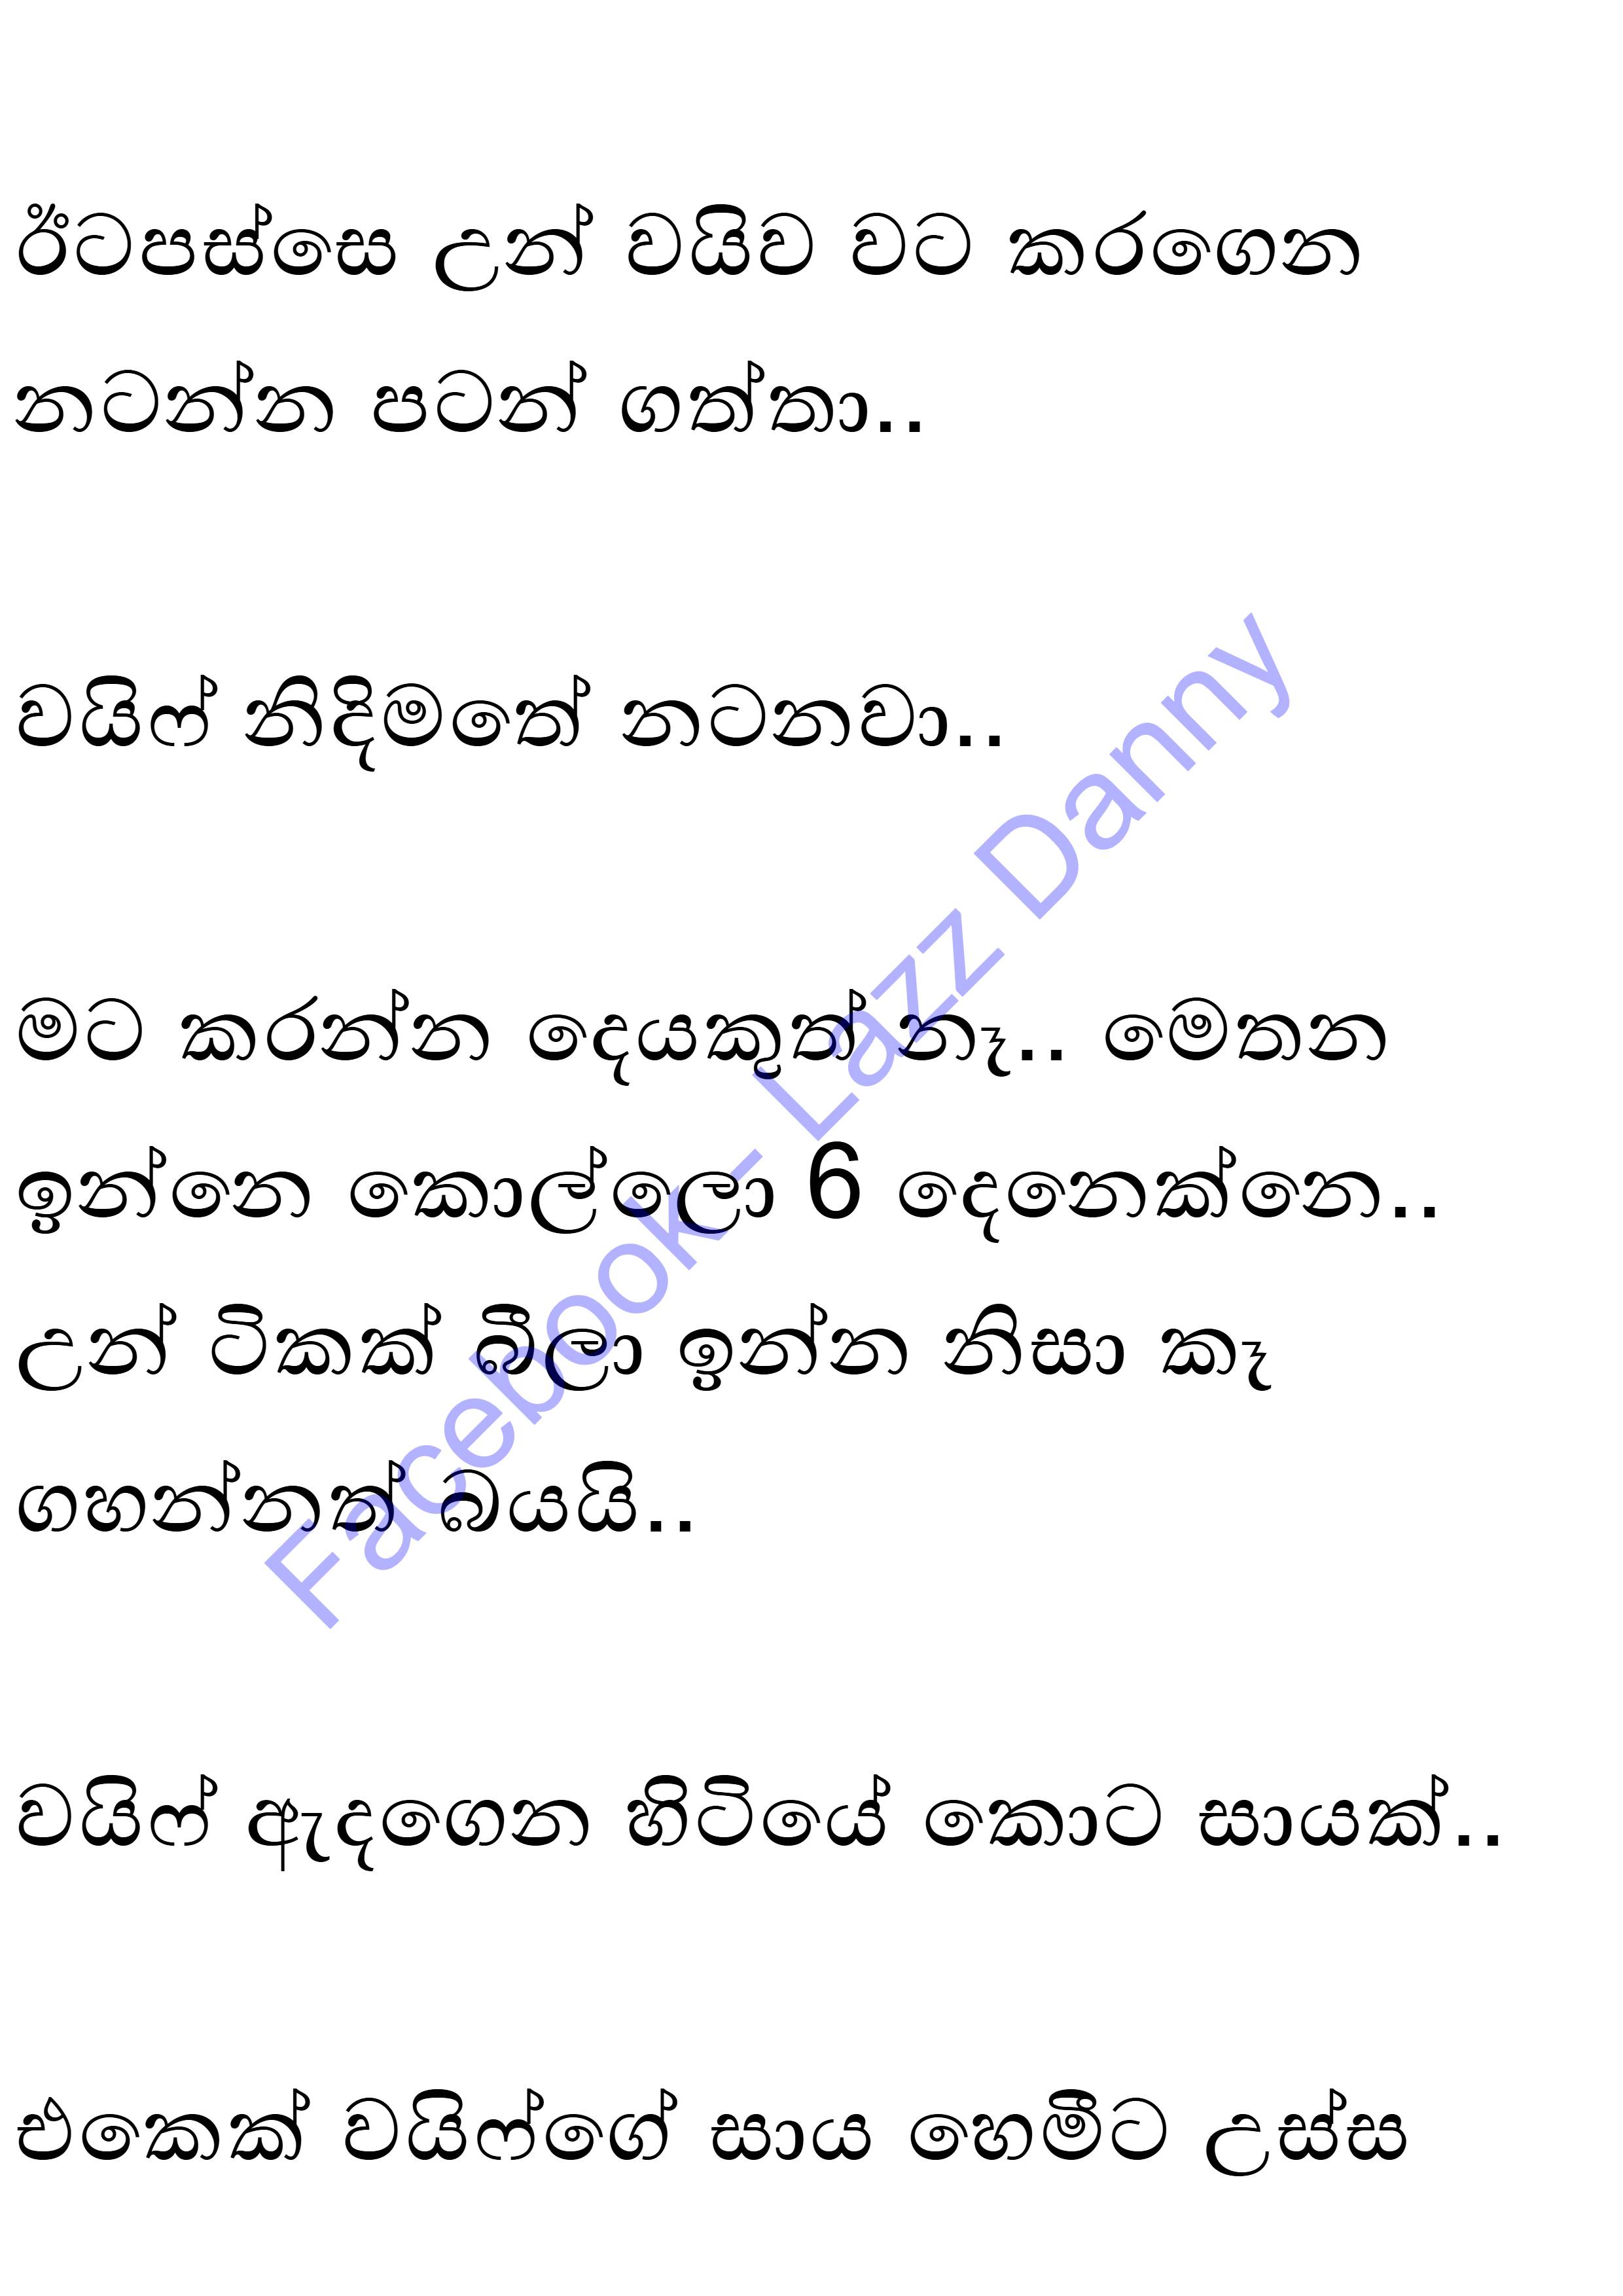 ඊටපස්සෙ උන් වයිව වට කරගෙන
නටන්න පටන් ගත්තා..
වයිෆ් නිදිමතේ නටනවා..
මට කරන්න දෙයකුත් නෑ.. මෙතන
ඉන්නෙ කොල්ලො 6 දෙනෙක්නෙ..
උන් ටිකක් බීලා ඉන්න නිසා කෑ
ගහන්නත් බයයි..
වයිෆ් ඇදගෙන හිටියේ කොට සායක්..
එකෙක් වයිෆ්ගේ සාය හෙමීට උස්ස
Facebook- Lazz Danny